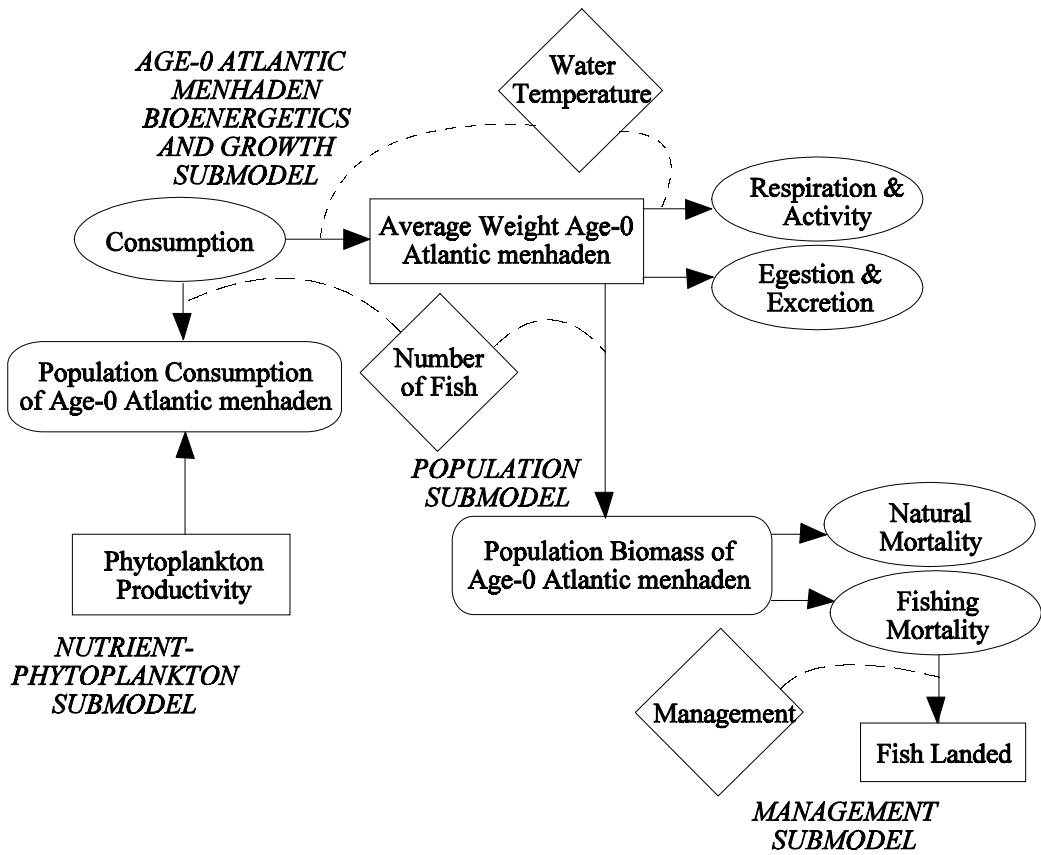 AGE-0 ATLANTIC
MENHADEN
BIOENERGETICS
AND GROWTH
SUBMODEL
Water
Temperature
Consumption
Average Weight Age-0
Atlantic menhaden
Respiration &
Activity
Egestion &
Excretion
Number
of Fish
Population Consumption
of Age-0 Atlantic menhaden
POPULATION
SUBMODEL
Phytoplankton
Productivity
NUTRIENT-
PHYTOPLANKTON
SUBMODEL
Population Biomass of
Age-0 Atlantic menhaden
Natural
Mortality
Fishing
Mortality
Management
Fish Landed
MANAGEMENT
SUBMODEL